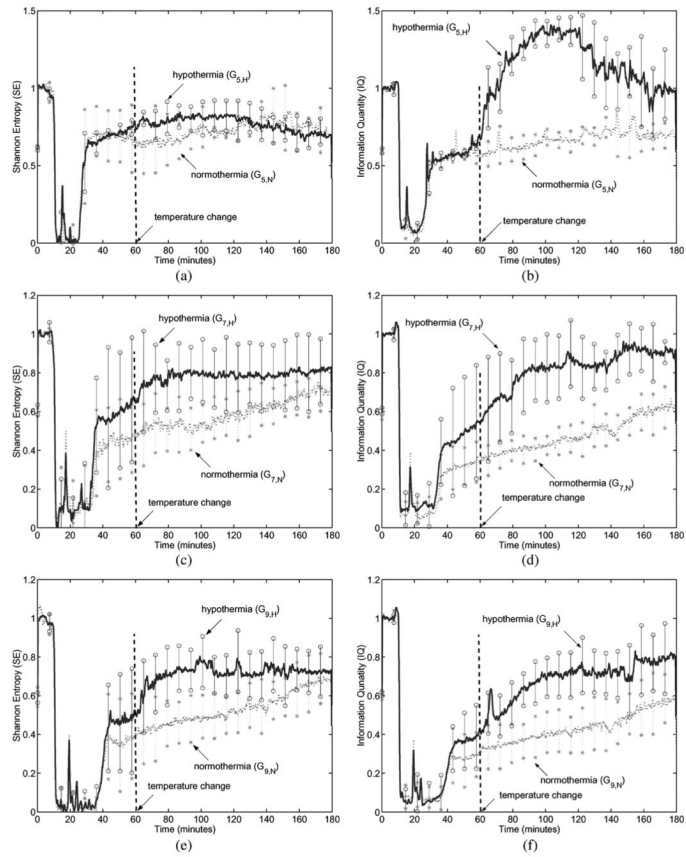 1.5
1
0.5
0
Shannon Entropy (SE)
hypothermia (G5,H)
normothermia (G5,N)
temperature change
0 20 40 60 80 100 120 140 160 180
Time (minutes)
(a)
1.5
1
0.5
0
Information Quantity (IQ)
hypothermia (G5,H)
normothermia (G5,N)
temperature change
0 20 40 60 80 100 120 140 160 180
Time (minutes)
(b)
1.2
1
0.8
0.6
0.4
0.2
0
Shannon Entropy (SE)
hypothermia (G7,H)
normothermia (G7,N)
temperature change
0 20 40 60 80 100 120 140 160 180
Time (minutes)
(c)
1.2
1
0.8
0.6
0.4
0.2
0
Information Quantity (IQ)
hypothermia (G7,H)
normothermia (G7,N)
temperature change
0 20 40 60 80 100 120 140 160 180
Time (minutes)
(d)
1.2
1
0.8
0.6
0.4
0.2
0
Shannon Entropy (SE)
hypothermia (G9,H)
normothermia (G9,N)
temperature change
0 20 40 60 80 100 120 140 160 180
Time (minutes)
(e)
1.2
1
0.8
0.6
0.4
0.2
0
Information Qunatity (IQ)
hypothermia (G9,H)
normothermia (G9,N)
temperature change
0 20 40 60 80 100 120 140 160 180
Time (minutes)
(f)